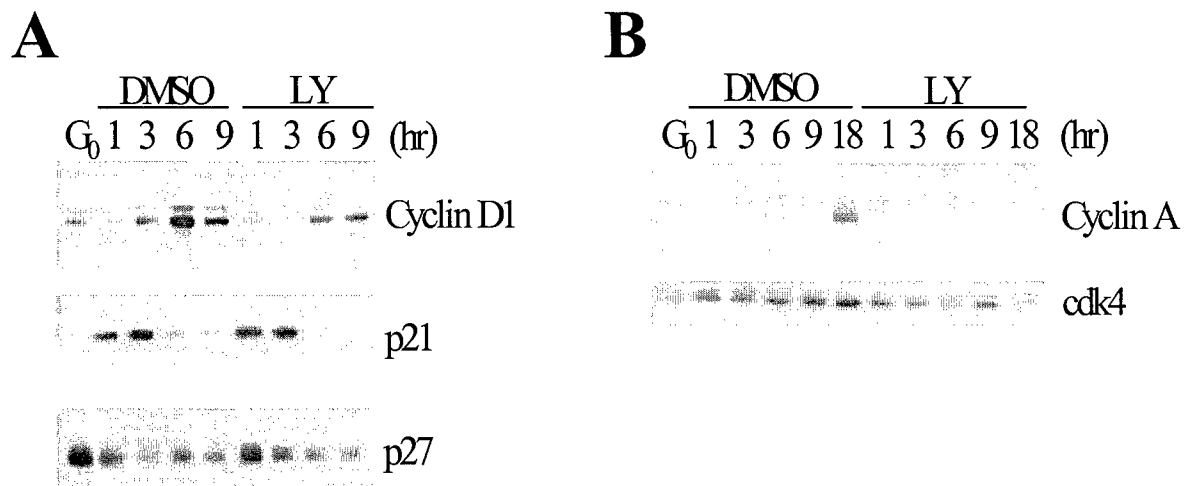 A
DMSO LY
G0 1 3 6 9 1 3 6 9 (hr)
Cyclin D1
p21
p27
B
DMSO LY
G0 1 3 6 9 18 1 3 6 9 18 (hr)
Cyclin A
cdk4